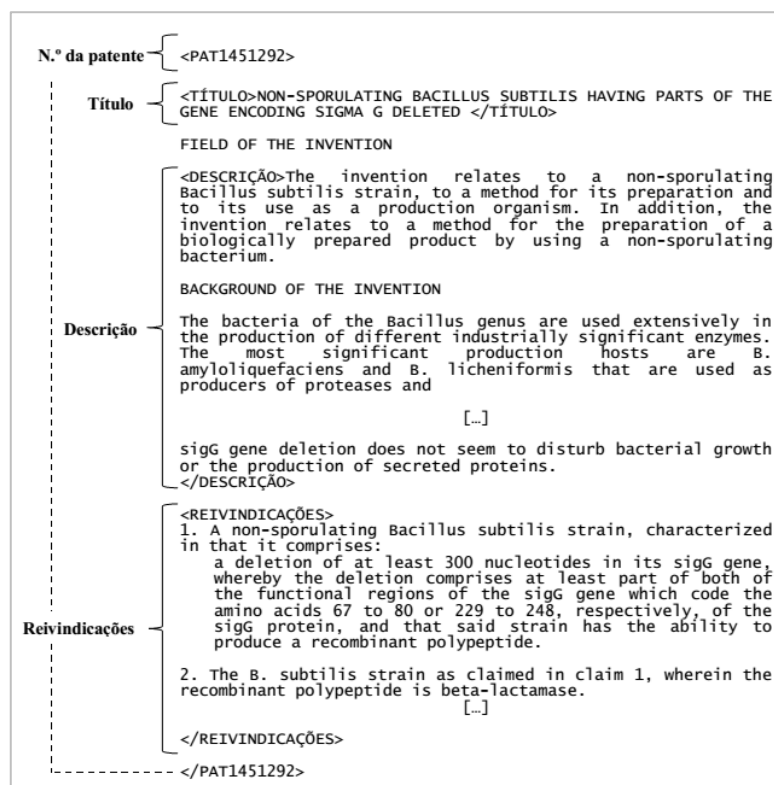 N.º da patente
<PAT1451292>
Título
<TÍTULO>NON-SPORULATING BACILLUS SUBTILIS HAVING PARTS OF THE
GENE ENCODING SIGMA G DELETED </TÍTULO>
FIELD OF THE INVENTION
<DESCRIÇÃO>The invention relates to a non-sporulating
Bacillus subtilis strain, to a method for its preparation and
to its use as a production organism. In addition, the
invention relates to a method for the preparation of a
biologically prepared product by using a non-sporulating
bacterium.
BACKGROUND OF THE INVENTION
Descrição
The bacteria of the Bacillus genus are used extensively in
the production of different industrially significant enzymes.
The most significant production hosts are B.
amyloliquefaciens and B. licheniformis that are used as
producers of proteases and
[…]
sigG gene deletion does not seem to disturb bacterial growth
or the production of secreted proteins.
</DESCRIÇÃO>
<REIVINDICAÇÕES>
1. A non-sporulating Bacillus subtilis strain, characterized
in that it comprises:
a deletion of at least 300 nucleotides in its sigG gene,
whereby the deletion comprises at least part of both of
the functional regions of the sigG gene which code the
amino acids 67 to 80 or 229 to 248, respectively, of the
Reivindicações
sigG protein, and that said strain has the ability to
produce a recombinant polypeptide.
2. The B. subtilis strain as claimed in claim 1, wherein the
recombinant polypeptide is beta-lactamase.
[…]
</REIVINDICAÇÕES>
</PAT1451292>